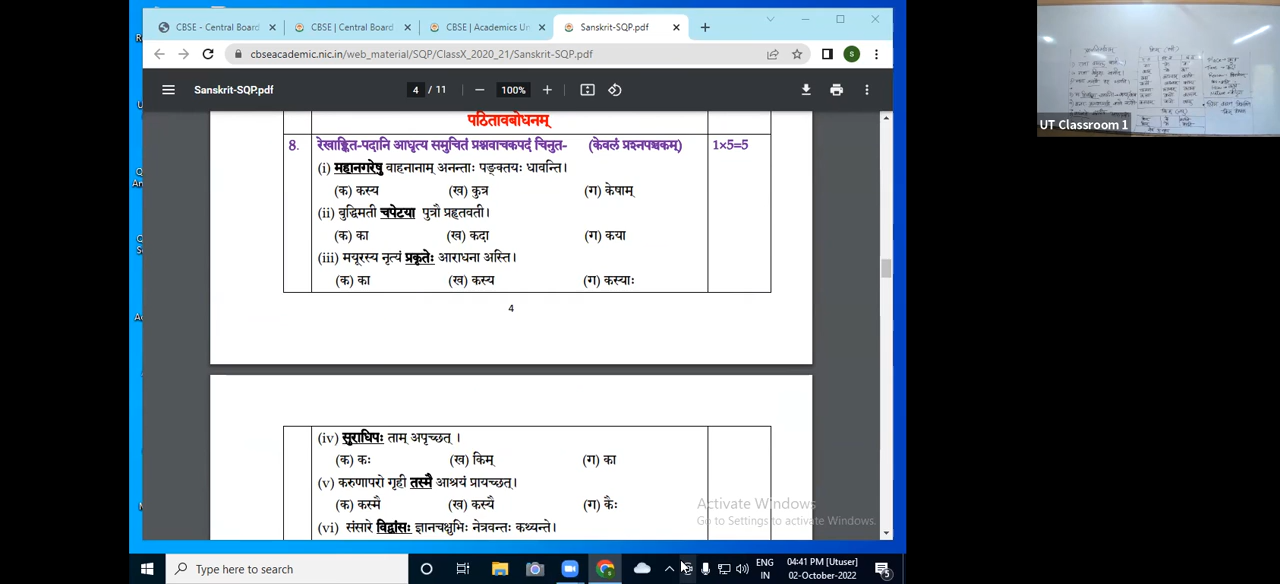 CBSE - Central Board
CBSE | Central Board
CBSE | Academics Un
Sanskrit-SQP.pdf
cbseacademic.nic.in/web_material/SQP/ClassX_2020_21/Sanskrit-SQP.pdf
S
Sanskrit-SQP.pdf
4 / 11
100%
पठितावबोधनम्
8. रेखाङ्कित-पदानि आधृत्य समुचितं प्रश्नवाचकपदं चिनुत- (केवलं प्रश्नपञ्चकम्) 1×5=5
(i) महानगरेषु वाहनानाम् अनन्ताः पङ्क्तयः धावन्ति।
(क) कस्य (ख) कुत्र (ग) केषाम्
(ii) बुद्धिमती चपेटया पुत्रौ प्रहृतवती।
(क) का (ख) कदा (ग) कया
(iii) मयूरस्य नृत्यं प्रकृतेः आराधना अस्ति।
(क) का (ख) कस्य (ग) कस्याः
4
(iv) सुराधिपः ताम् अपृच्छत् ।
(क) कः (ख) किम् (ग) का
(v) करुणापरो गृही तस्मै आश्रयं प्रायच्छत्।
(क) कस्मै (ख) कस्यै (ग) कैः
(vi) संसारे विद्वांसः ज्ञानचक्षुभिः नेत्रवन्तः कथ्यन्ते।
Activate Windows
Go to Settings to activate Windows.
UT Classroom 1
Type here to search
ENG
IN
04:41 PM [Utuser]
02-October-2022
5